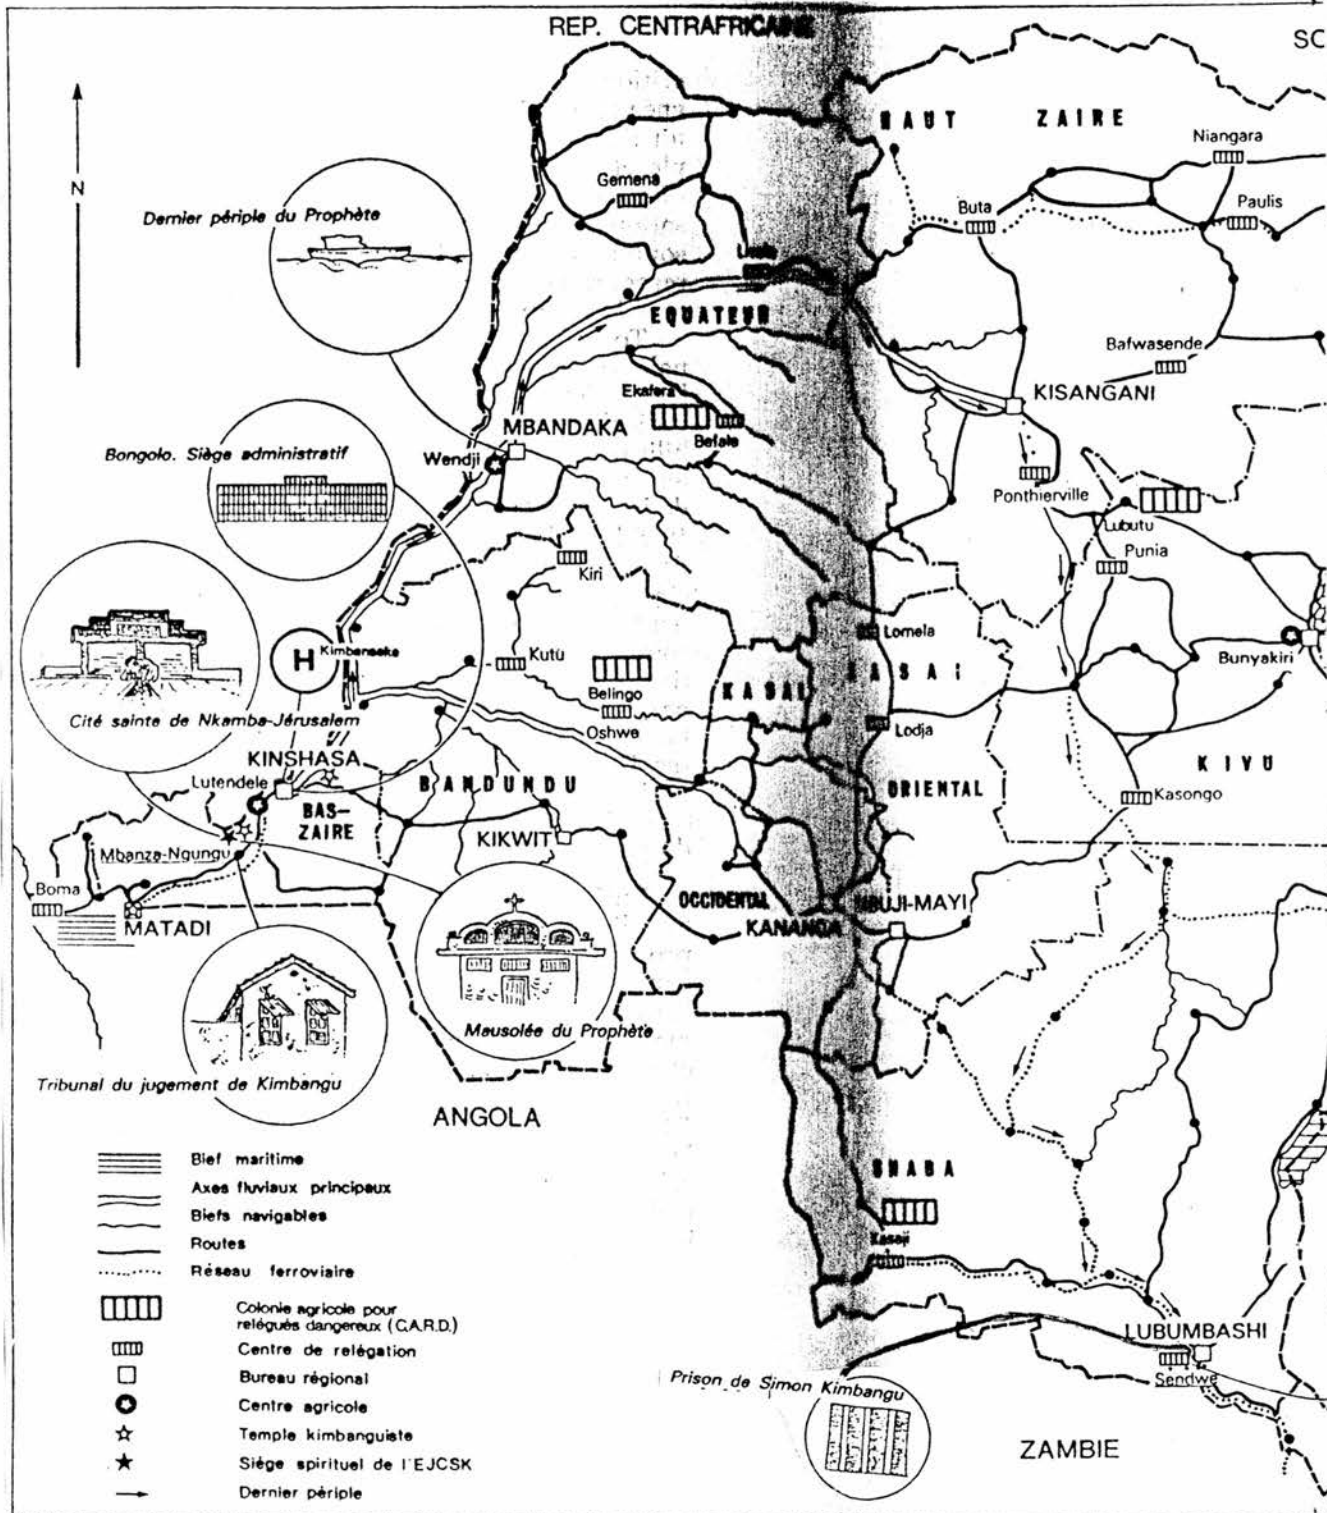 REP. CENTRAFRICAINE
SO
HAUT ZAIRE
Niangara
N
Gemena
Dernier périple du Prophète
Buta
Paulis
EQUATEUR
Bafwasende
Ekafera
KISANGANI
MBANDAKA
Befale
Wendji
Bongolo. Siège administratif
Ponthierville
Lubutu
Punia
Kiri
Lomela
H
Kimbanseke
Kutu
Bunyakiri
Belingo
KASAI
KASAI
Cité sainte de Nkamba-Jérusalem
Oshwe
Lodja
KINSHASA
KIVU
Lutendele
BANDUNDU
ORIENTAL
Kasongo
BAS-
ZAIRE
KIKWIT
Mbanza-Ngungu
Boma
OCCIDENTAL
MBUJI-MAYI
MATADI
KANANGA
Mausolée du Prophète
Tribunal du jugement de Kimbangu
ANGOLA
Bief maritime
SHABA
Axes fluviaux principaux
Biefs navigables
Routes
Kasaji
Réseau ferroviaire
Colonie agricole pour
relégués dangereux (C.A.R.D.)
LUBUMBASHI
Centre de relégation
Prison de Simon Kimbangu
Sendwe
Bureau régional
Centre agricole
Temple kimbanguiste
ZAMBIE
Siége spirituel de l'EJCSK
Dernier périple